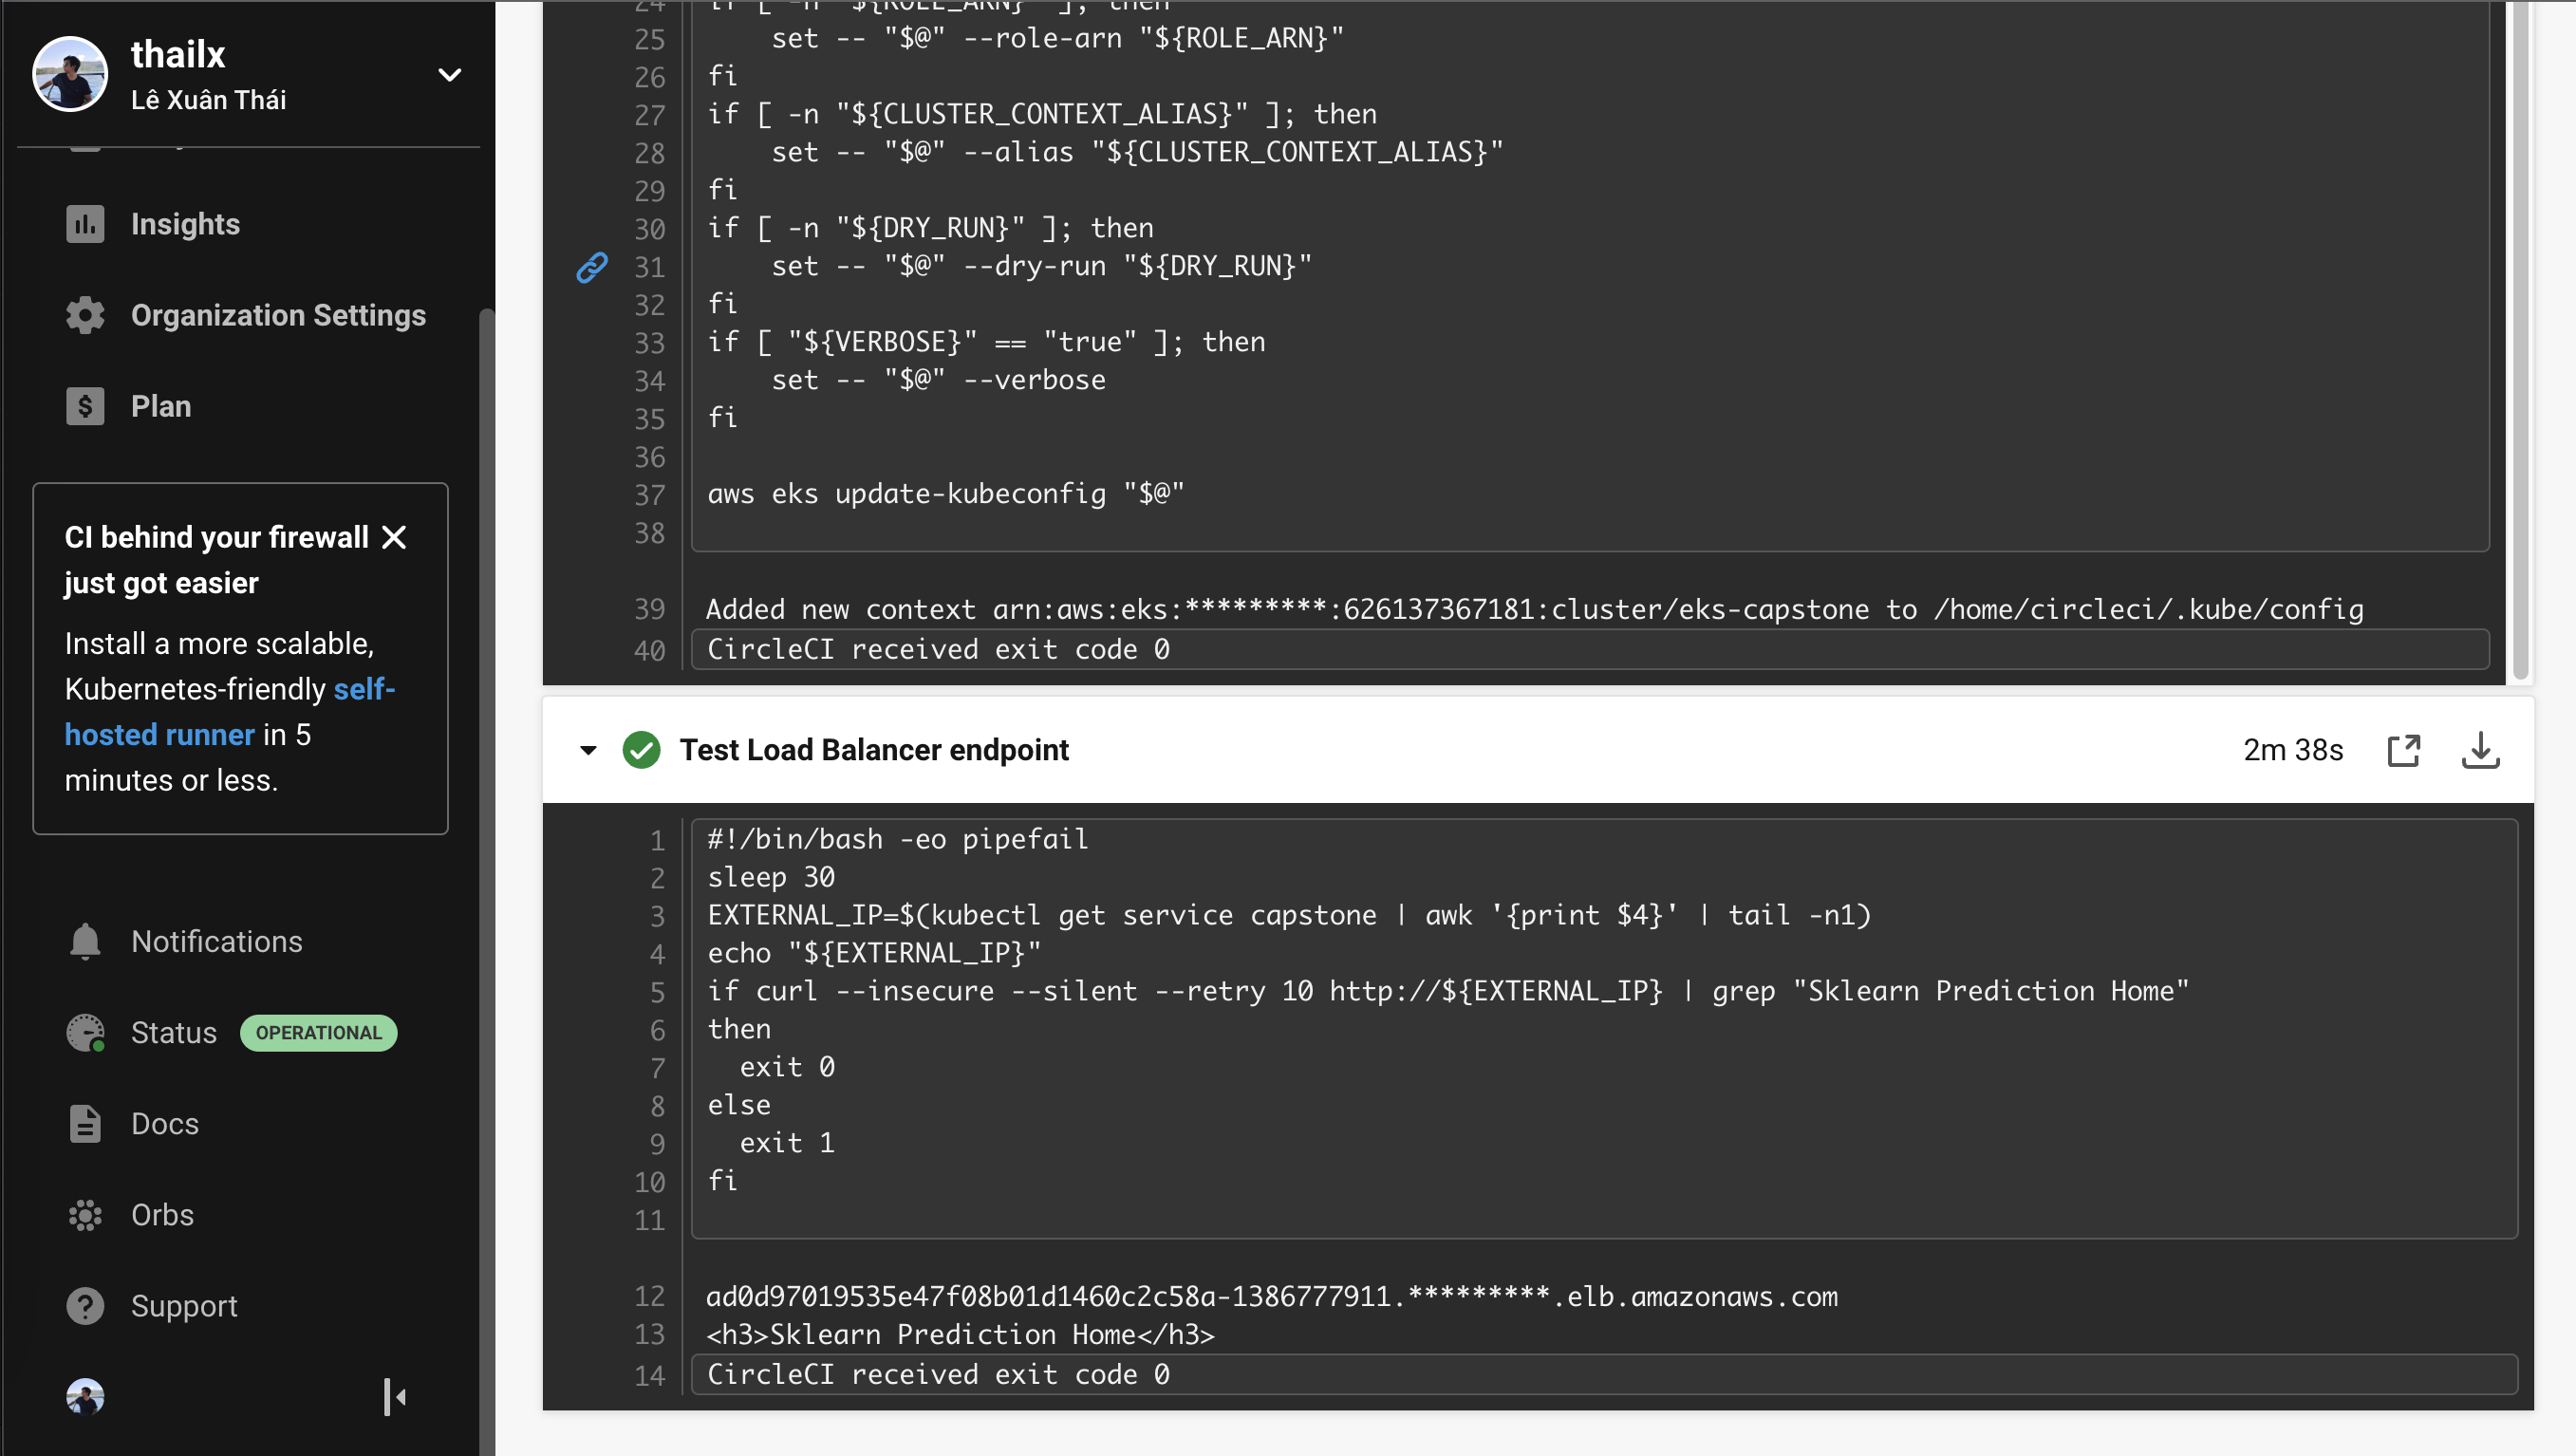 thailx
Lê Xuân Thái
Insights
Organization Settings
Plan
CI behind your firewall
just got easier
Install a more scalable,
Kubernetes-friendly self-
hosted runner in 5
minutes or less.
Notifications
Status OPERATIONAL
Docs
Orbs
Support
24 if [ -n "${ROLE_ARN}" ]; then
25 set -- "$@" --role-arn "${ROLE_ARN}"
26 fi
27 if [ -n "${CLUSTER_CONTEXT_ALIAS}" ]; then
28 set -- "$@" --alias "${CLUSTER_CONTEXT_ALIAS}"
29 fi
30 if [ -n "${DRY_RUN}" ]; then
31 set -- "$@" --dry-run "${DRY_RUN}"
32 fi
33 if [ "${VERBOSE}" == "true" ]; then
34 set -- "$@" --verbose
35 fi
36
37 aws eks update-kubeconfig "$@"
38
39 Added new context arn:aws:eks:*********:626137367181:cluster/eks-capstone to /home/circleci/.kube/config
40 CircleCI received exit code 0
Test Load Balancer endpoint 2m 38s
1 #!/bin/bash -eo pipefail
2 sleep 30
3 EXTERNAL_IP=$(kubectl get service capstone | awk '{print $4}' | tail -n1)
4 echo "${EXTERNAL_IP}"
5 if curl --insecure --silent --retry 10 http://${EXTERNAL_IP} | grep "Sklearn Prediction Home"
6 then
7 exit 0
8 else
9 exit 1
10 fi
11
12 ad0d97019535e47f08b01d1460c2c58a-1386777911.*********.elb.amazonaws.com
13 <h3>Sklearn Prediction Home</h3>
14 CircleCI received exit code 0